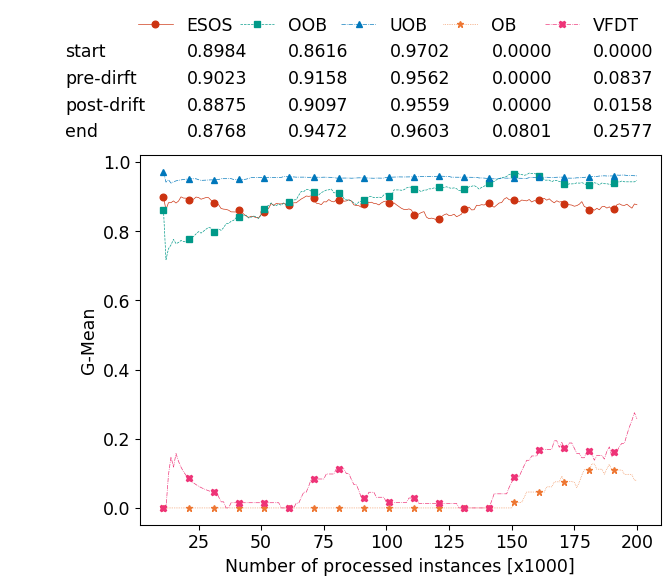 ESOS OOB UOB OB VFDT
start 0.8984 0.8616 0.9702 0.0000 0.0000
pre-dirft 0.9023 0.9158 0.9562 0.0000 0.0837
post-drift 0.8875 0.9097 0.9559 0.0000 0.0158
end 0.8768 0.9472 0.9603 0.0801 0.2577
1.0
0.8
0.6
0.4
0.2
0.0
G-Mean
25 50 75 100 125 150 175 200
Number of processed instances [x1000]